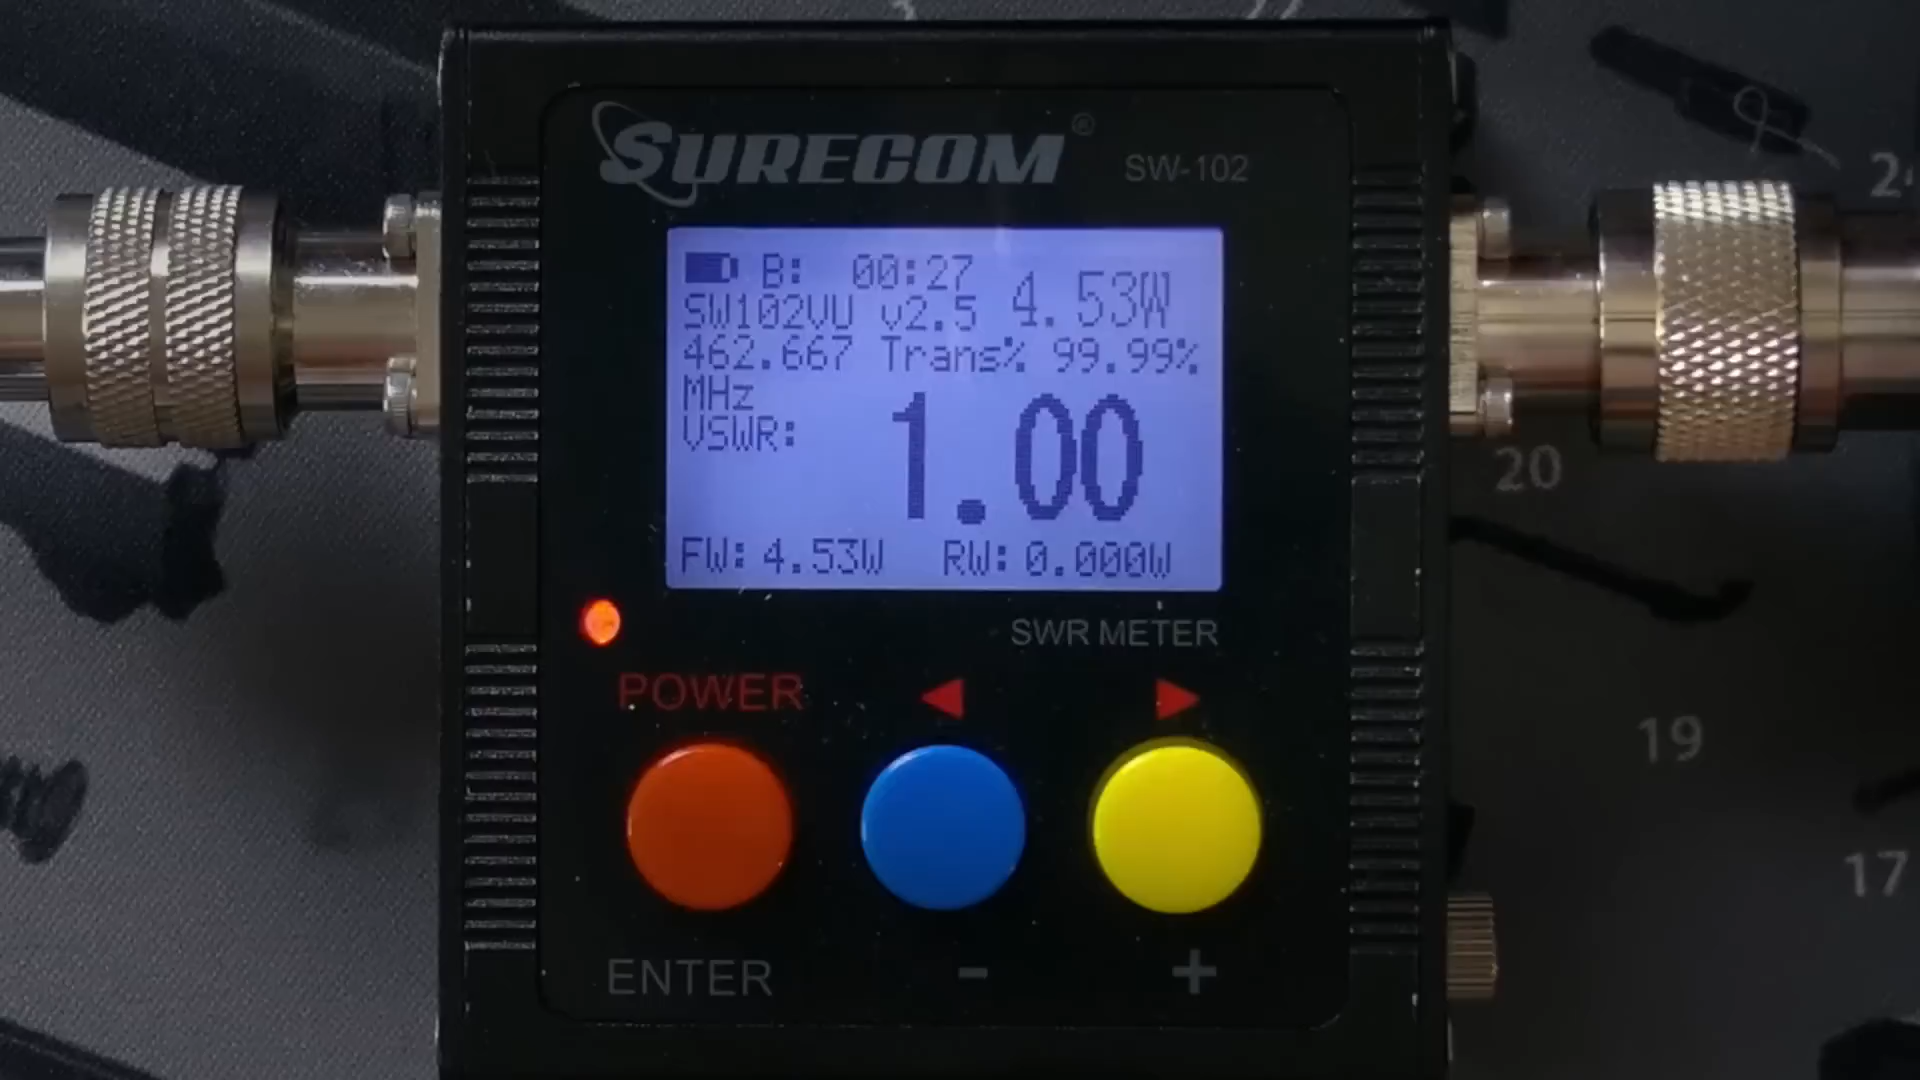 SURECOM®
SW-102
B: 00:27
4.53W
SW102VU v2.5
462.667 Trans% 99.99%
MHz
VSWR: 1.00
FW: 4.53W RW: 0.000W
SWR METER
POWER ◀ ▶
ENTER - +
20
19
17